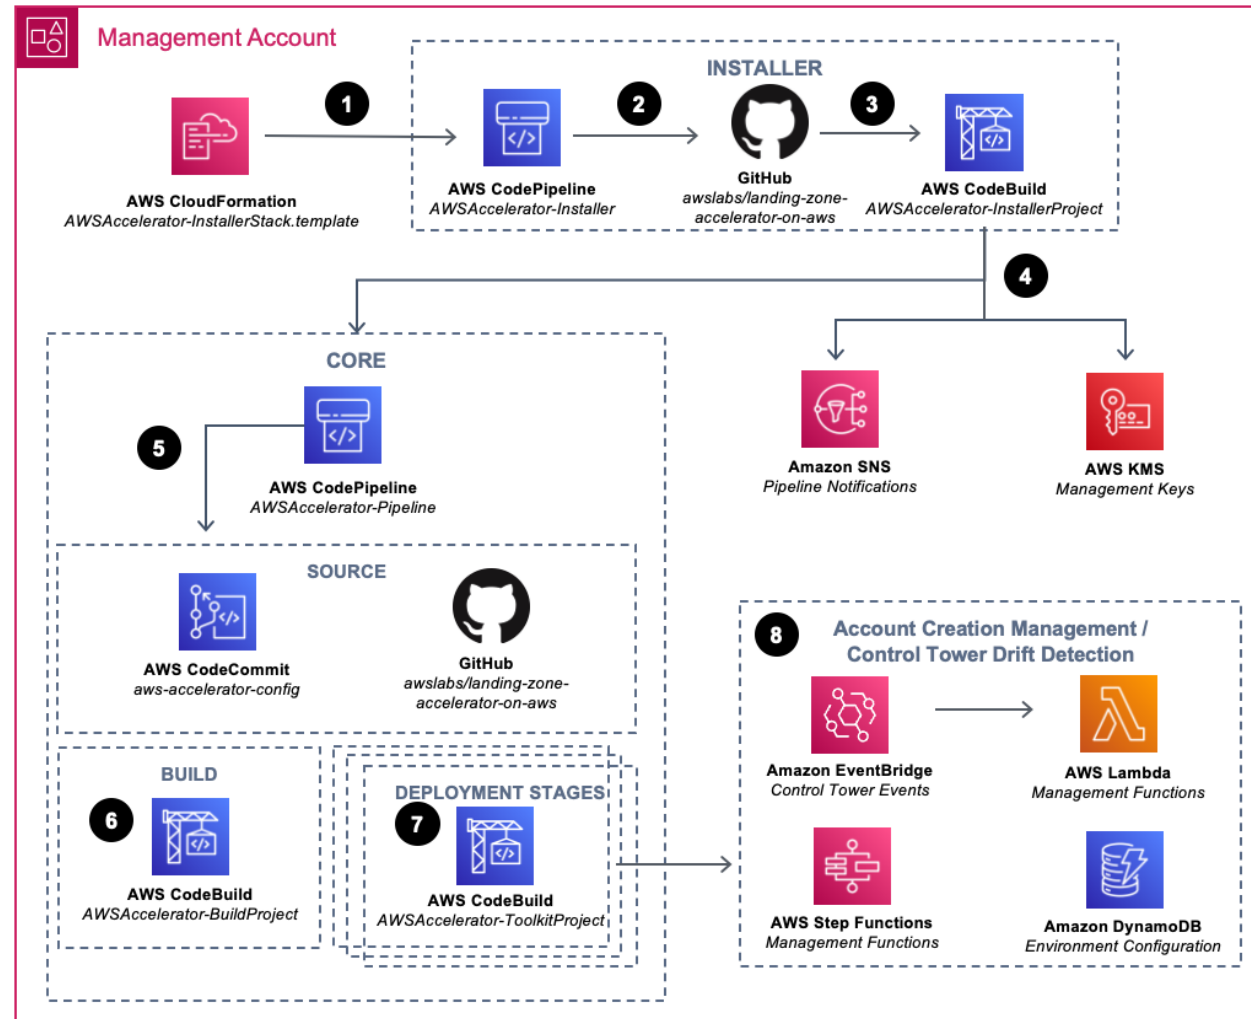 Management Account
INSTALLER
1
2
3
AWS CloudFormation
AWSAccelerator-InstallerStack.template
AWS CodePipeline
AWSAccelerator-Installer
GitHub
awslabs/landing-zone-
accelerator-on-aws
AWS CodeBuild
AWSAccelerator-InstallerProject
4
CORE
5
AWS CodePipeline
AWSAccelerator-Pipeline
Amazon SNS
Pipeline Notifications
AWS KMS
Management Keys
SOURCE
AWS CodeCommit
aws-accelerator-config
GitHub
awslabs/landing-zone-
accelerator-on-aws
BUILD
6
AWS CodeBuild
AWSAccelerator-BuildProject
DEPLOYMENT STAGES
7
AWS CodeBuild
AWSAccelerator-ToolkitProject
8
Account Creation Management /
Control Tower Drift Detection
Amazon EventBridge
Control Tower Events
AWS Lambda
Management Functions
AWS Step Functions
Management Functions
Amazon DynamoDB
Environment Configuration